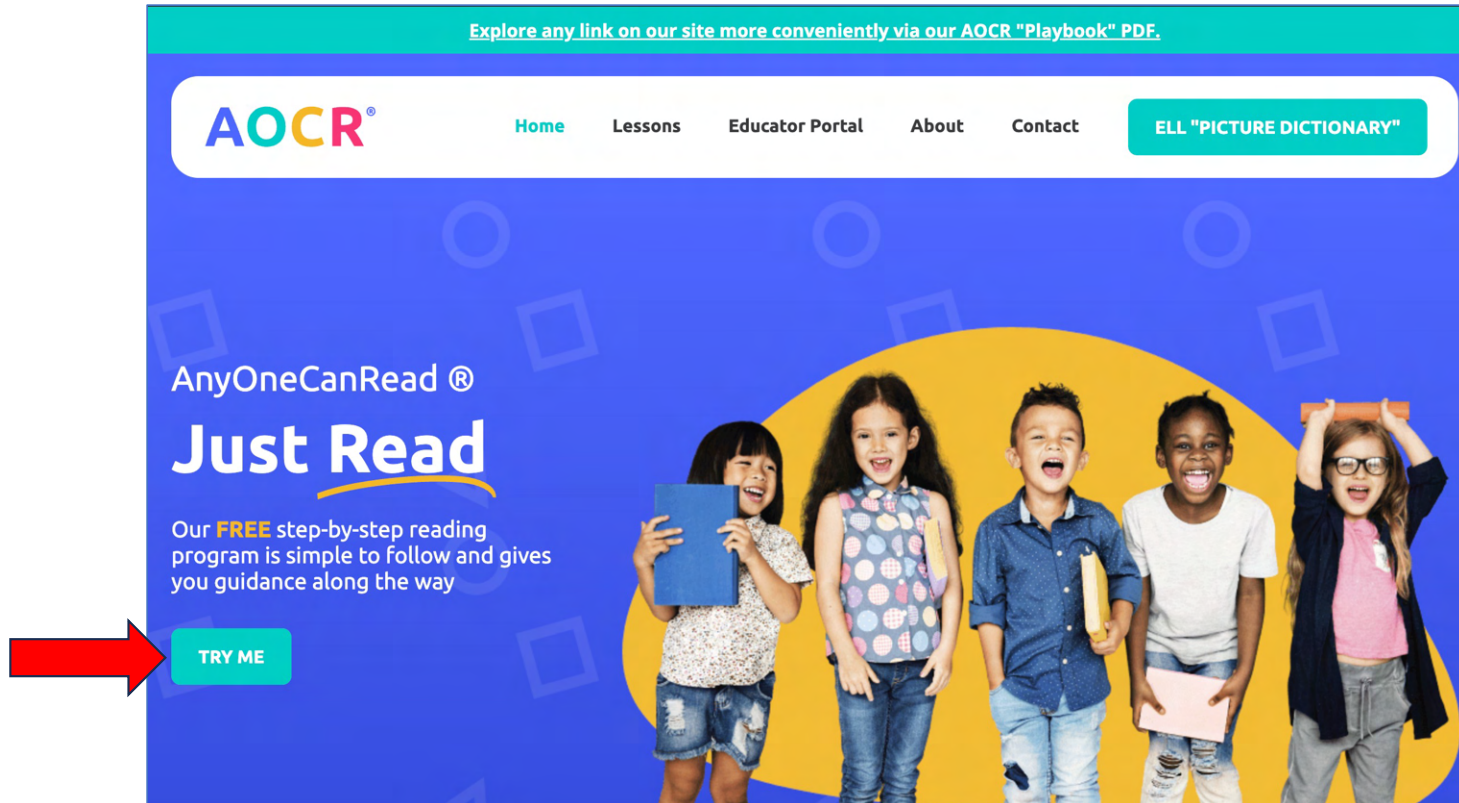 Explore any link on our site more conveniently via our AOCR "Playbook" PDF.
AOCR®
Home Lessons Educator Portal About Contact ELL "PICTURE DICTIONARY"
AnyOneCanRead ®
Just Read
Our FREE step-by-step reading
program is simple to follow and gives
you guidance along the way
TRY ME